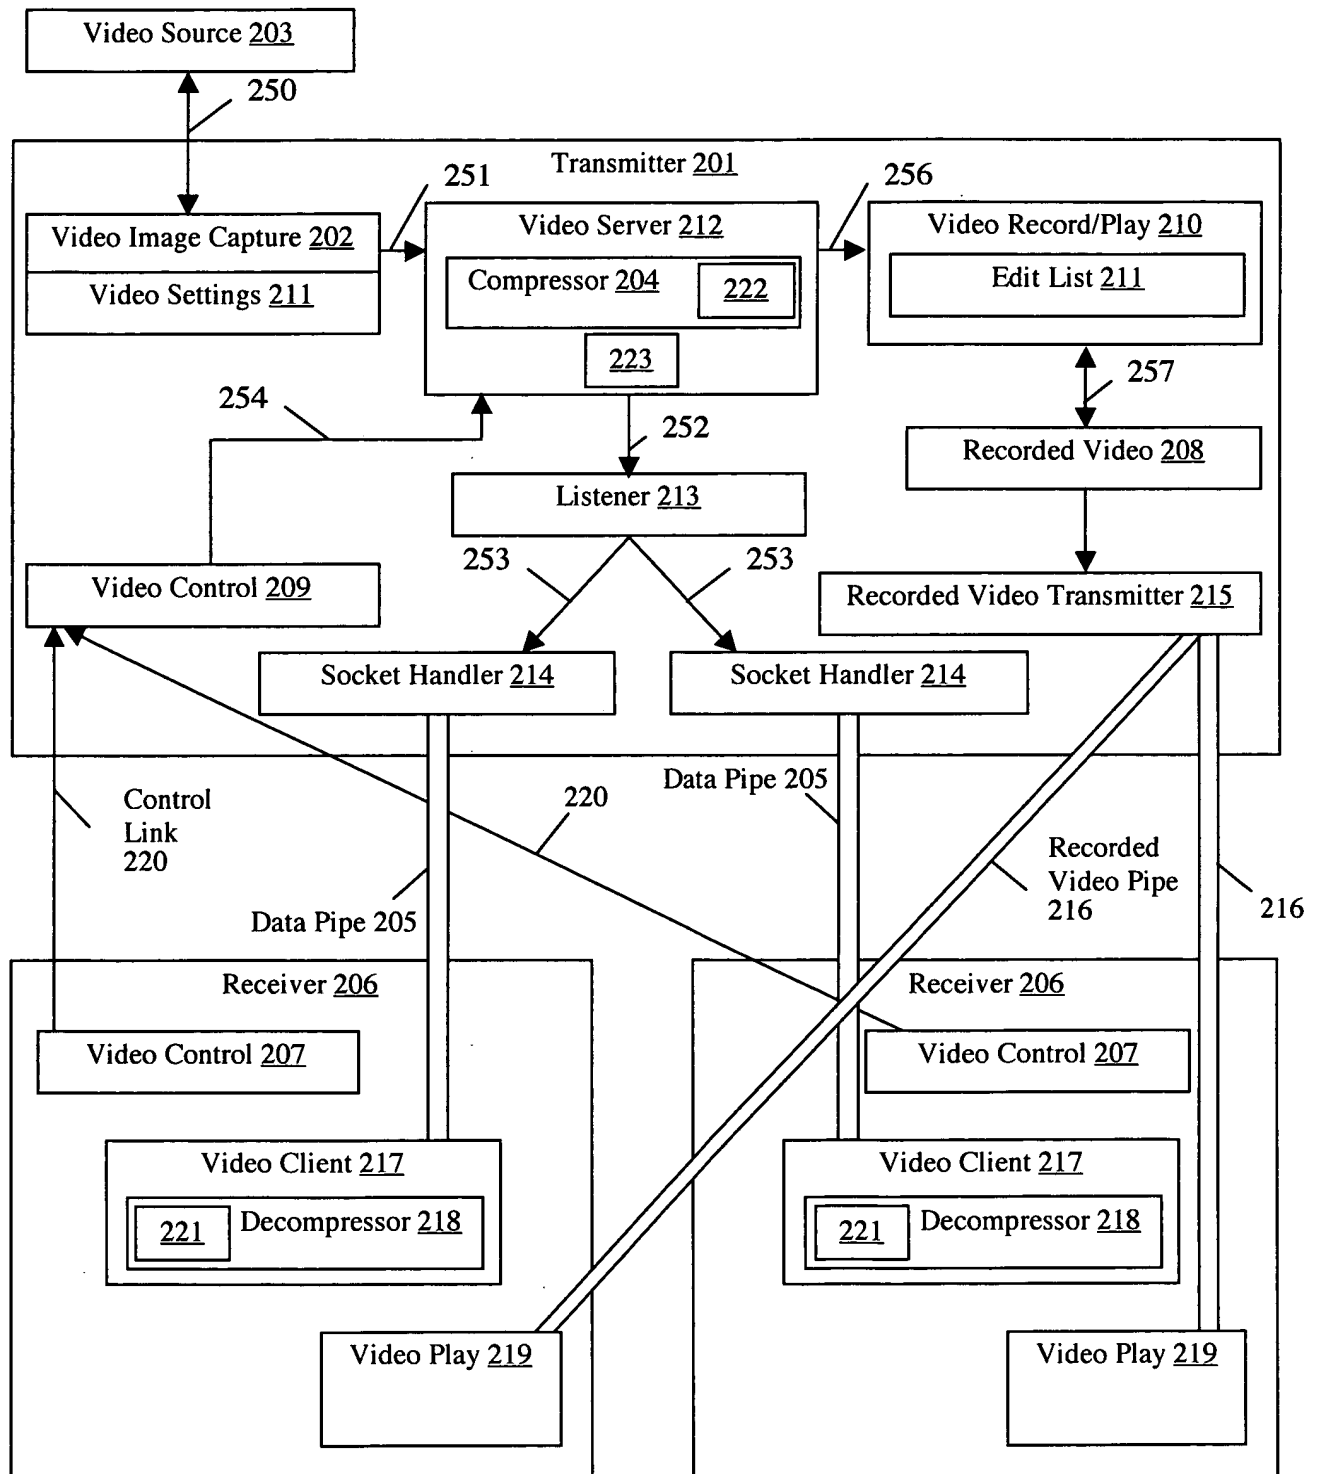 Video Source 203
250
Transmitter 201
251
256
Video Image Capture 202
Video Settings 211
Video Server 212
Compressor 204
222
223
Video Record/Play 210
Edit List 211
257
254
252
Recorded Video 208
Listener 213
253
253
Video Control 209
Recorded Video Transmitter 215
Socket Handler 214
Socket Handler 214
Control
Link
220
220
Data Pipe 205
Data Pipe 205
Recorded
Video Pipe
216
216
Receiver 206
Receiver 206
Video Control 207
Video Control 207
Video Client 217
221
Decompressor 218
Video Client 217
221
Decompressor 218
Video Play 219
Video Play 219